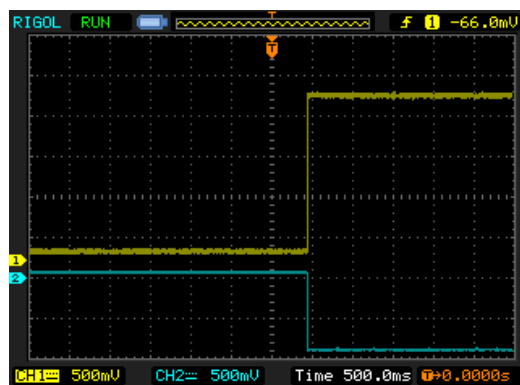 RIGOL RUN T 1 -66.0mV
T
1
2
CH1 500mV CH2 500mV Time 500.0ms T→0.0000s